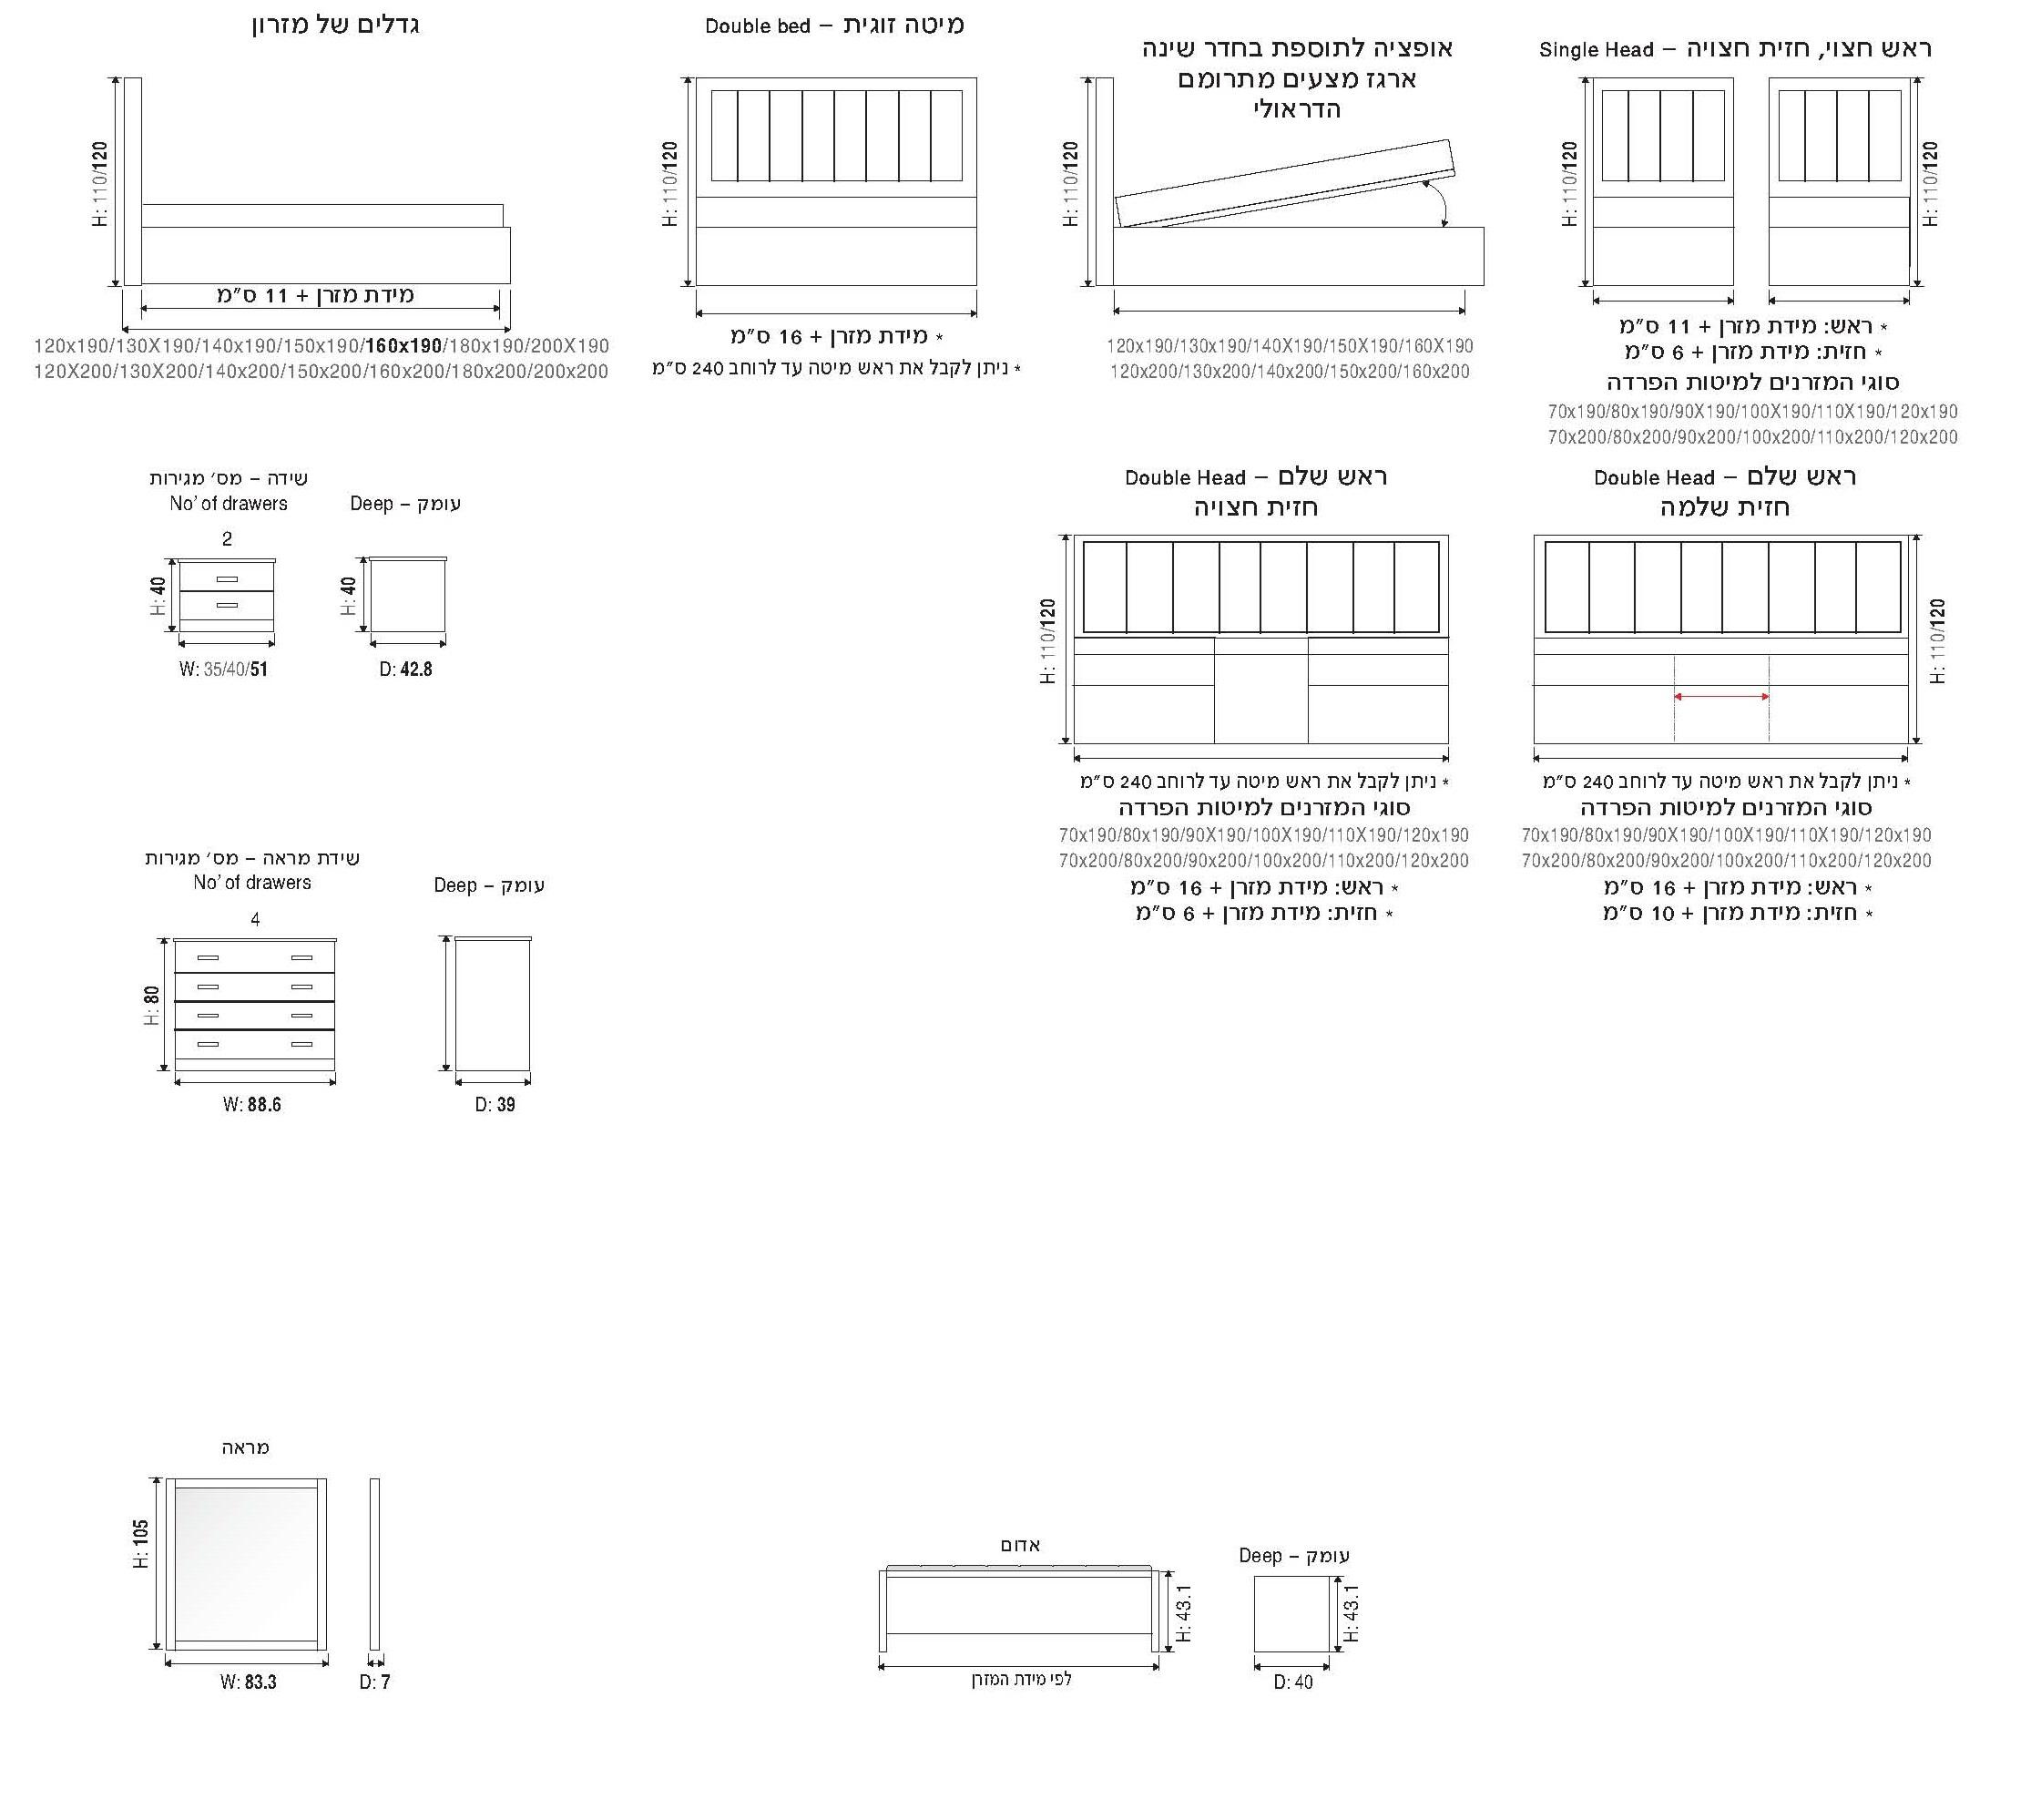 גדלים של מזרון
H: 110/120
מידת מזרן + 11 ס"מ
120x190/130X190/140x190/150x190/160x190/180x190/200X190
120X200/130X200/140x200/150x200/160x200/180x200/200x200
מיטה זוגית – Double bed
H: 110/120
* מידת מזרן + 16 ס"מ
* ניתן לקבל את ראש מיטה עד לרוחב 240 ס"מ
אופציה לתוספת בחדר שינה
ארגז מצעים מתרומם
הדראולי
H: 110/120
120x190/130x190/140X190/150X190/160X190
120x200/130x200/140x200/150x200/160x200
ראש חצוי, חזית חצויה – Single Head
H: 110/120
H: 110/120
* ראש: מידת מזרן + 11 ס"מ
* חזית: מידת מזרן + 6 ס"מ
סוגי המזרנים למיטות הפרדה
70x190/80x190/90X190/100X190/110X190/120x190
70x200/80x200/90x200/100x200/110x200/120x200
שידה – מס' מגירות
No' of drawers
2
H: 40
W: 35/40/51
עומק – Deep
H: 40
D: 42.8
ראש שלם – Double Head
חזית חצויה
H: 110/120
* ניתן לקבל את ראש מיטה עד לרוחב 240 ס"מ
סוגי המזרנים למיטות הפרדה
70x190/80x190/90X190/100X190/110X190/120x190
70x200/80x200/90x200/100x200/110x200/120x200
* ראש: מידת מזרן + 16 ס"מ
* חזית: מידת מזרן + 6 ס"מ
ראש שלם – Double Head
חזית שלמה
H: 110/120
* ניתן לקבל את ראש מיטה עד לרוחב 240 ס"מ
סוגי המזרנים למיטות הפרדה
70x190/80x190/90X190/100X190/110X190/120x190
70x200/80x200/90x200/100x200/110x200/120x200
* ראש: מידת מזרן + 16 ס"מ
* חזית: מידת מזרן + 10 ס"מ
שידת מראה – מס' מגירות
No' of drawers
4
H: 80
W: 88.6
עומק – Deep
D: 39
מראה
H: 105
W: 83.3
D: 7
אדום
H: 43.1
לפי מידת המזרן
עומק – Deep
H: 43.1
D: 40